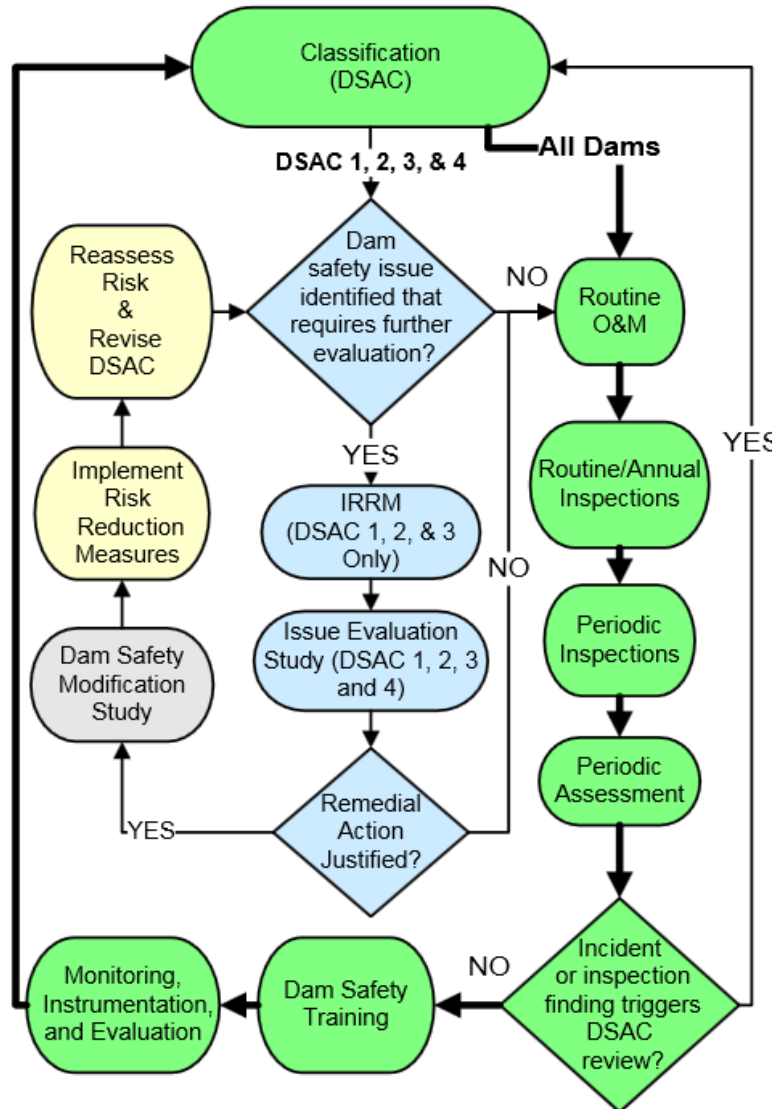 Classification
(DSAC)
DSAC 1, 2, 3, & 4
All Dams
Reassess
Risk
&
Revise
DSAC
Dam
safety issue
identified that
requires further
evaluation?
NO
Routine
O&M
YES
YES
Implement
Risk
Reduction
Measures
IRRM
(DSAC 1, 2, & 3
Only)
NO
Routine/Annual
Inspections
Dam Safety
Modification
Study
Issue Evaluation
Study (DSAC 1, 2, 3
and 4)
Periodic
Inspections
YES
Remedial
Action
Justified?
Periodic
Assessment
Monitoring,
Instrumentation,
and Evaluation
Dam Safety
Training
NO
Incident
or inspection
finding triggers
DSAC
review?